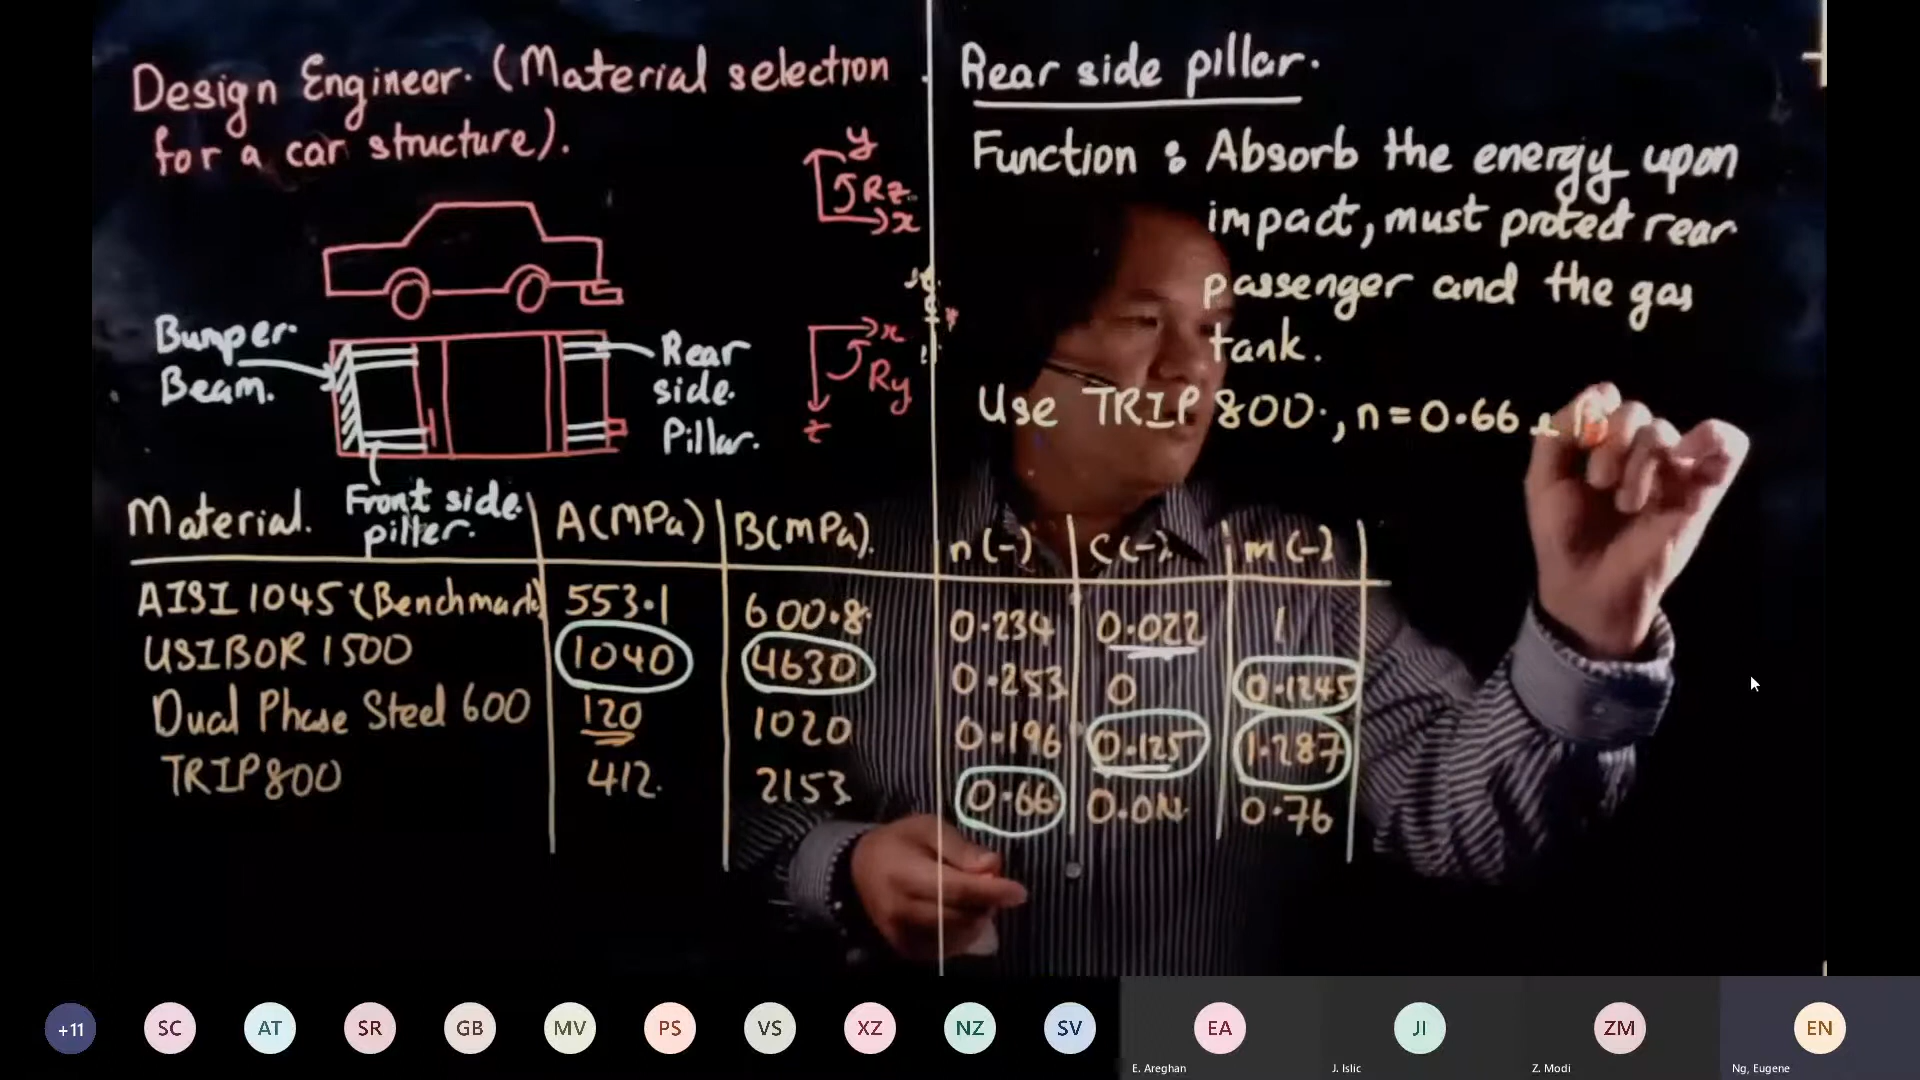 Design Engineer. (Material selection
for a car structure).
y
Rz
x
Bumper
Beam.
Rear
side
Pillar.
x
Ry
z
Front side
piller.
Material. A(MPa) B(MPa). n(-) C(-) m(-)
AISI 1045 (Benchmark) 553.1 600.8 0.234 0.022 1
USIBOR 1500 1040 4630 0.253 0 0.1245
Dual Phase Steel 600 120 1020 0.196 0.125 1.287
TRIP800 412 2153 0.66 0.76
Rear side pillar.
Function : Absorb the energy upon
impact, must protect rear
passenger and the gas
tank.
Use TRIP 800, n=0.66
+11 SC AT SR GB MV PS VS XZ NZ SV EA JI ZM EN
E. Areghan J. Islic Z. Modi Ng, Eugene